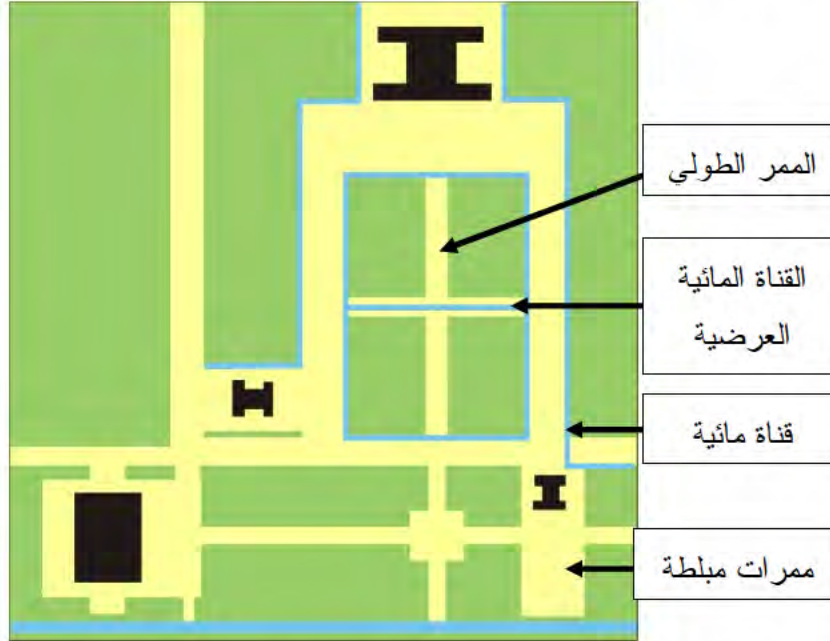 الممر الطولي
القناة المائية
العرضية
قناة مائية
ممرات مبلطة